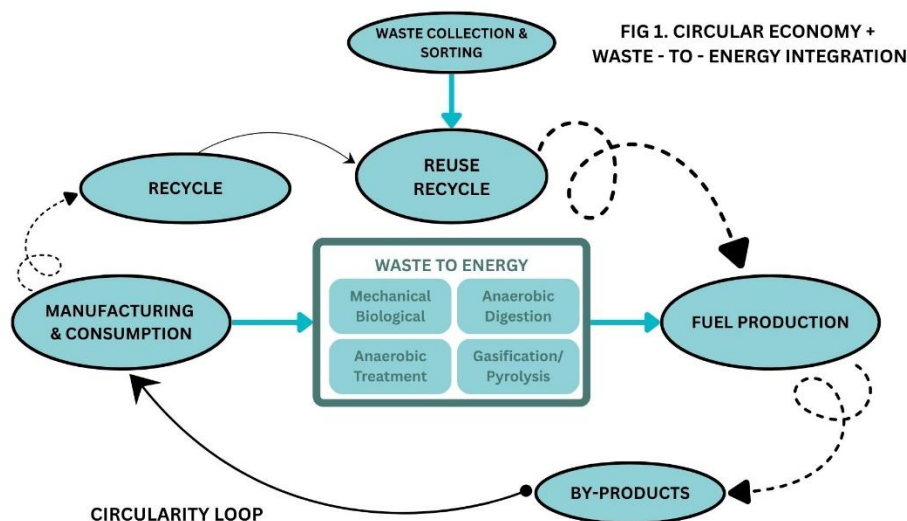 WASTE COLLECTION &
SORTING
FIG 1. CIRCULAR ECONOMY +
WASTE - TO - ENERGY INTEGRATION
RECYCLE
REUSE
RECYCLE
WASTE TO ENERGY
Mechanical
Biological
Anaerobic
Digestion
Anaerobic
Treatment
Gasification/
Pyrolysis
MANUFACTURING
& CONSUMPTION
FUEL PRODUCTION
BY-PRODUCTS
CIRCULARITY LOOP